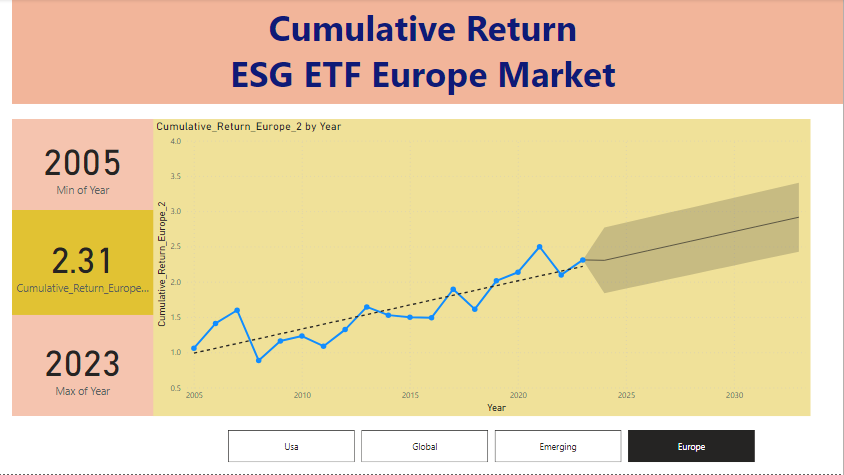 Cumulative Return
ESG ETF Europe Market
2005
Min of Year
2.31
Cumulative_Return_Europe...
2023
Max of Year
Cumulative_Return_Europe_2 by Year
Cumulative_Return_Europe_2
4.0
3.5
3.0
2.5
2.0
1.5
1.0
0.5
2005 2010 2015 2020 2025 2030
Year
Usa Global Emerging Europe